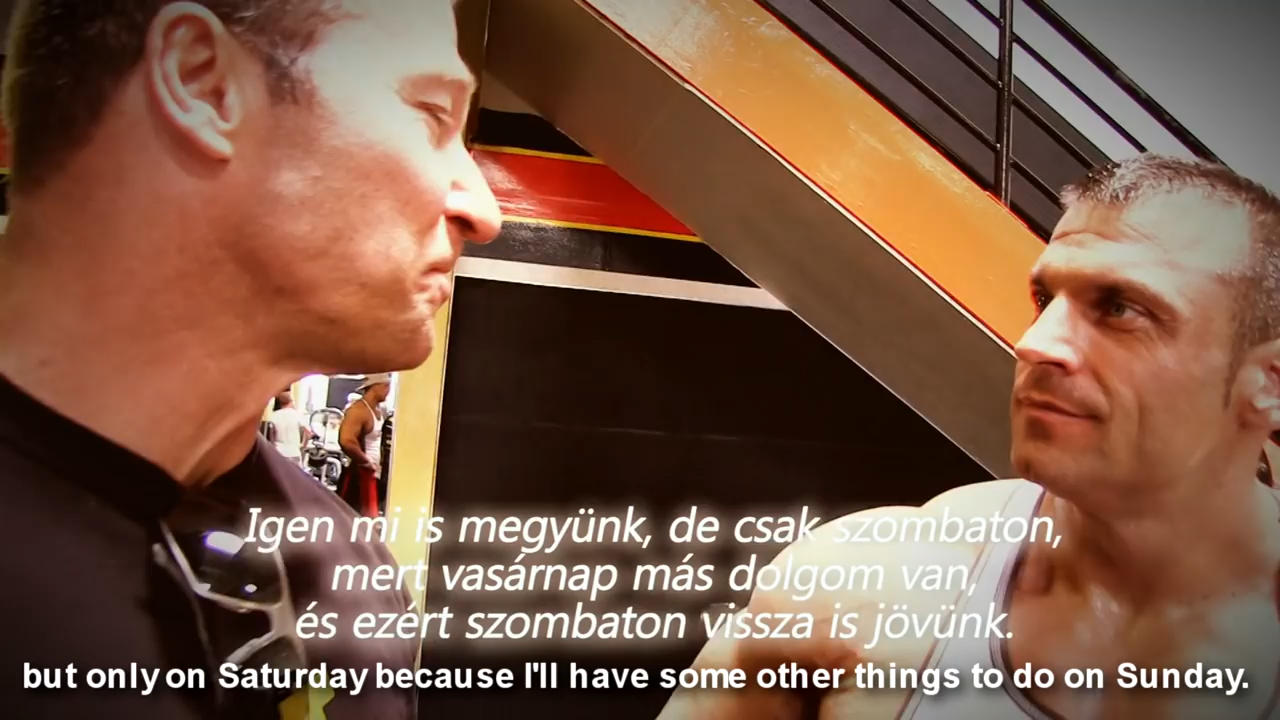 Igen mi is megyünk, de csak szombaton,
mert vasárnap más dolgom van,
és ezért szombaton vissza is jövünk.
but only on Saturday because I'll have some other things to do on Sunday.